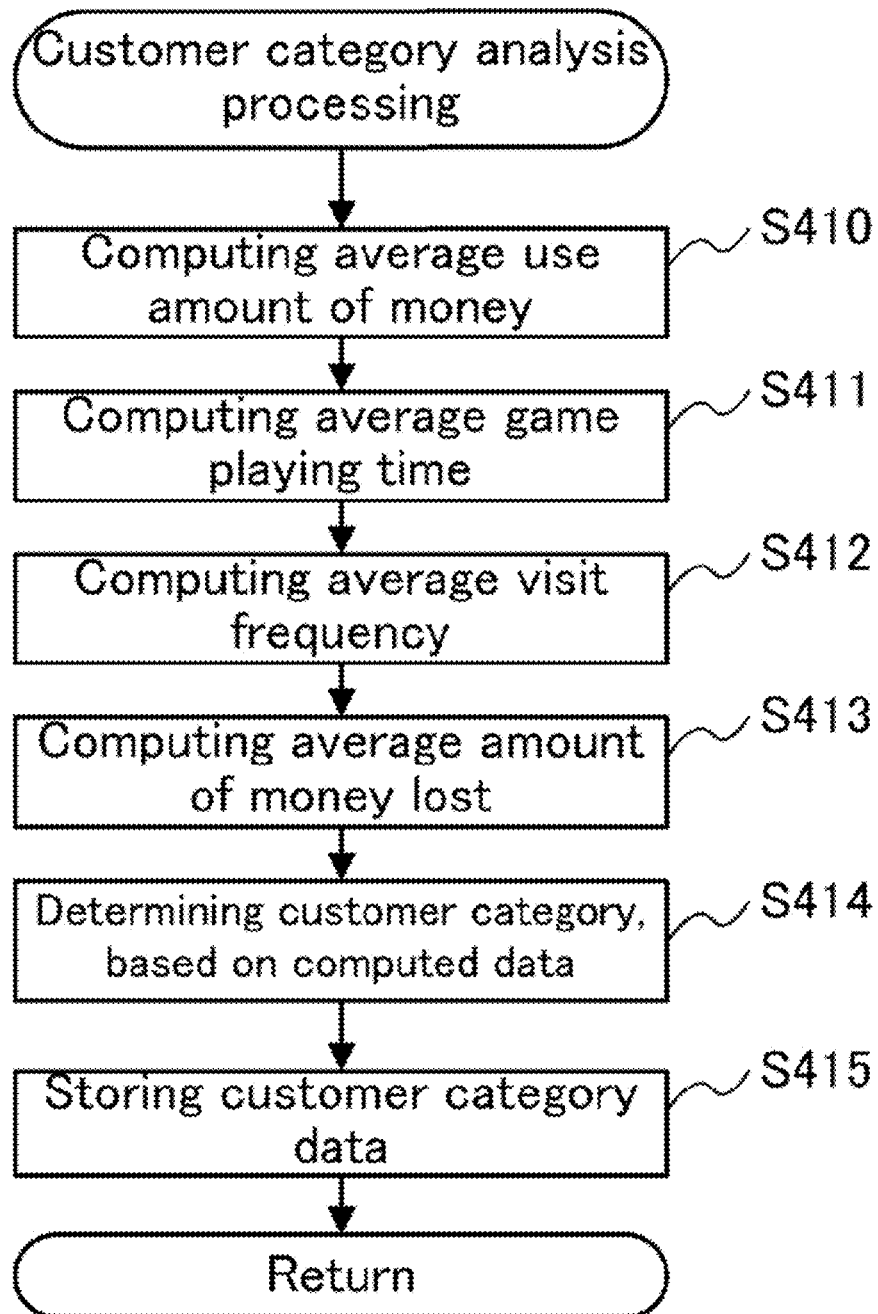 Customer category analysis
processing
S410
Computing average use
amount of money
S411
Computing average game
playing time
S412
Computing average visit
frequency
S413
Computing average amount
of money lost
S414
Determining customer category,
based on computed data
S415
Storing customer category
data
Return